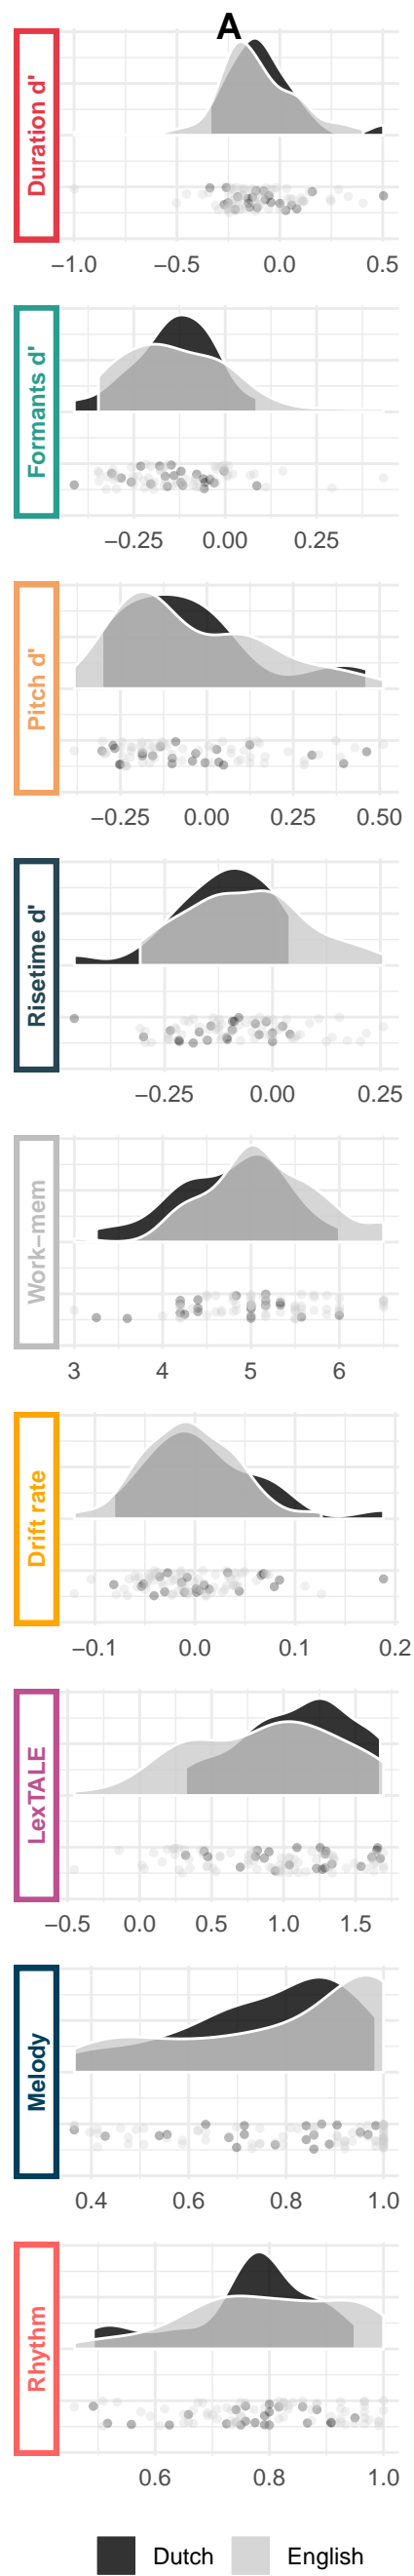 A
Duration d'
−1.0 −0.5 0.0 0.5
Formants d'
−0.25 0.00 0.25
Pitch d'
−0.25 0.00 0.25 0.50
Risetime d'
−0.25 0.00 0.25
Work−mem
3 4 5 6
Drift rate
−0.1 0.0 0.1 0.2
LexTALE
−0.5 0.0 0.5 1.0 1.5
Melody
0.4 0.6 0.8 1.0
Rhythm
0.6 0.8 1.0
Dutch English